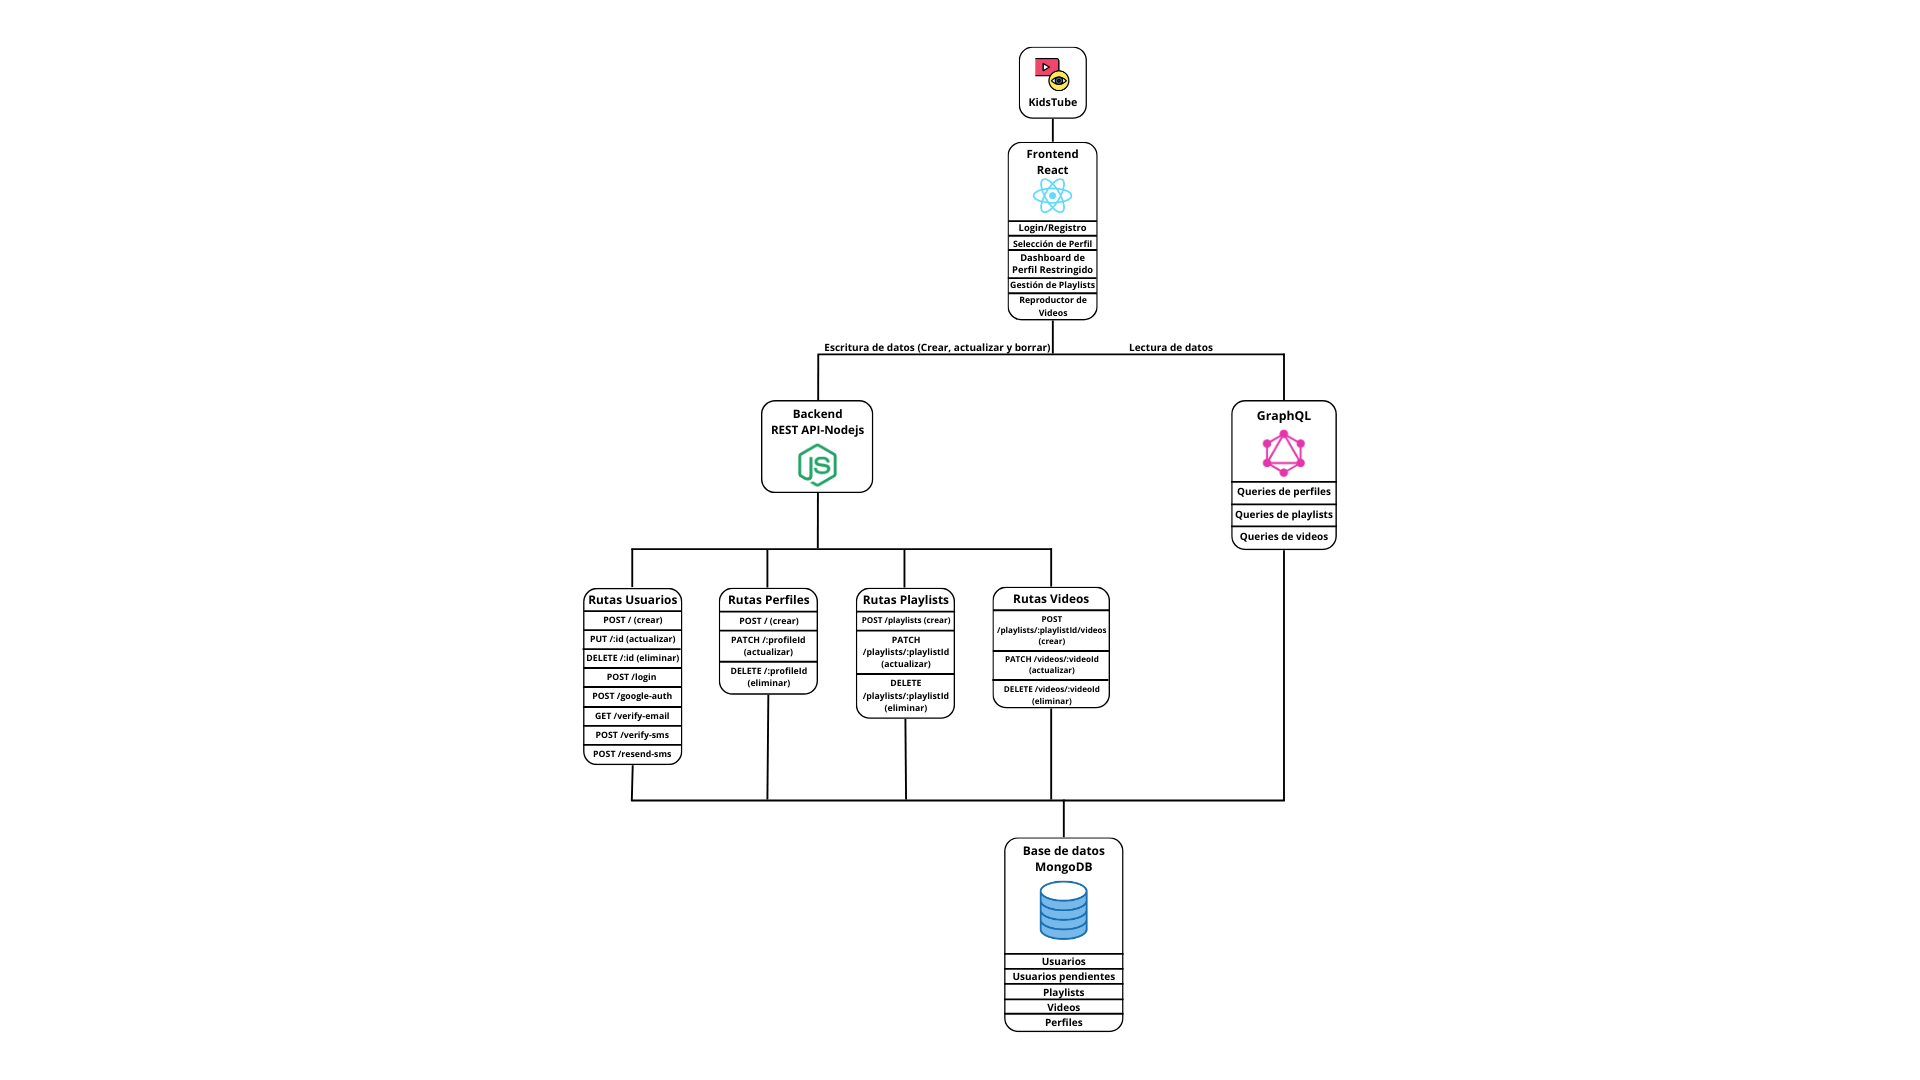 KidsTube
Frontend
React
Login/Registro
Selección de Perfil
Dashboard de
Perfil Restringido
Gestión de Playlists
Reproductor de
Videos
Escritura de datos (Crear, actualizar y borrar)
Lectura de datos
Backend
REST API-Nodejs
JS
GraphQL
Queries de perfiles
Queries de playlists
Queries de videos
Rutas Usuarios
POST / (crear)
PUT /:id (actualizar)
DELETE /:id (eliminar)
POST /login
POST /google-auth
GET /verify-email
POST /verify-sms
POST /resend-sms
Rutas Perfiles
POST / (crear)
PATCH /:profileId
(actualizar)
DELETE /:profileId
(eliminar)
Rutas Playlists
POST /playlists (crear)
PATCH
/playlists/:playlistId
(actualizar)
DELETE
/playlists/:playlistId
(eliminar)
Rutas Videos
POST
/playlists/:playlistId/videos
(crear)
PATCH /videos/:videoId
(actualizar)
DELETE /videos/:videoId
(eliminar)
Base de datos
MongoDB
Usuarios
Usuarios pendientes
Playlists
Videos
Perfiles